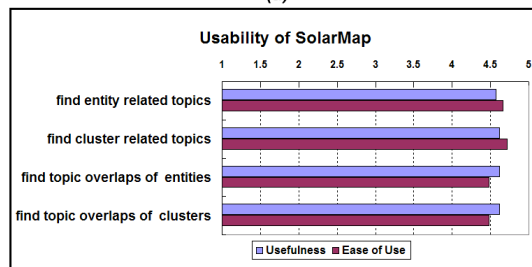 Usability of SolarMap
1 1.5 2 2.5 3 3.5 4 4.5 5
find entity related topics
find cluster related topics
find topic overlaps of entities
find topic overlaps of clusters
Usefulness Ease of Use